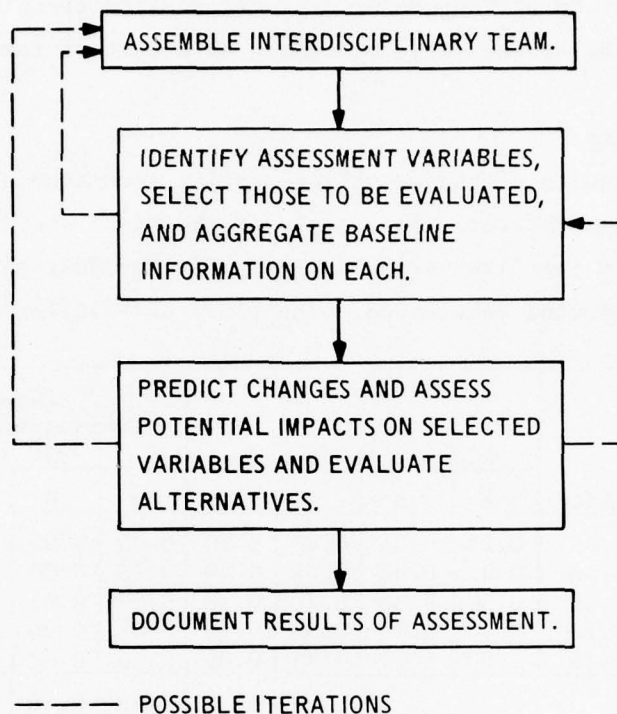 ASSEMBLE INTERDISCIPLINARY TEAM.
IDENTIFY ASSESSMENT VARIABLES,
SELECT THOSE TO BE EVALUATED,
AND AGGREGATE BASELINE
INFORMATION ON EACH.
PREDICT CHANGES AND ASSESS
POTENTIAL IMPACTS ON SELECTED
VARIABLES AND EVALUATE
ALTERNATIVES.
DOCUMENT RESULTS OF ASSESSMENT.
POSSIBLE ITERATIONS